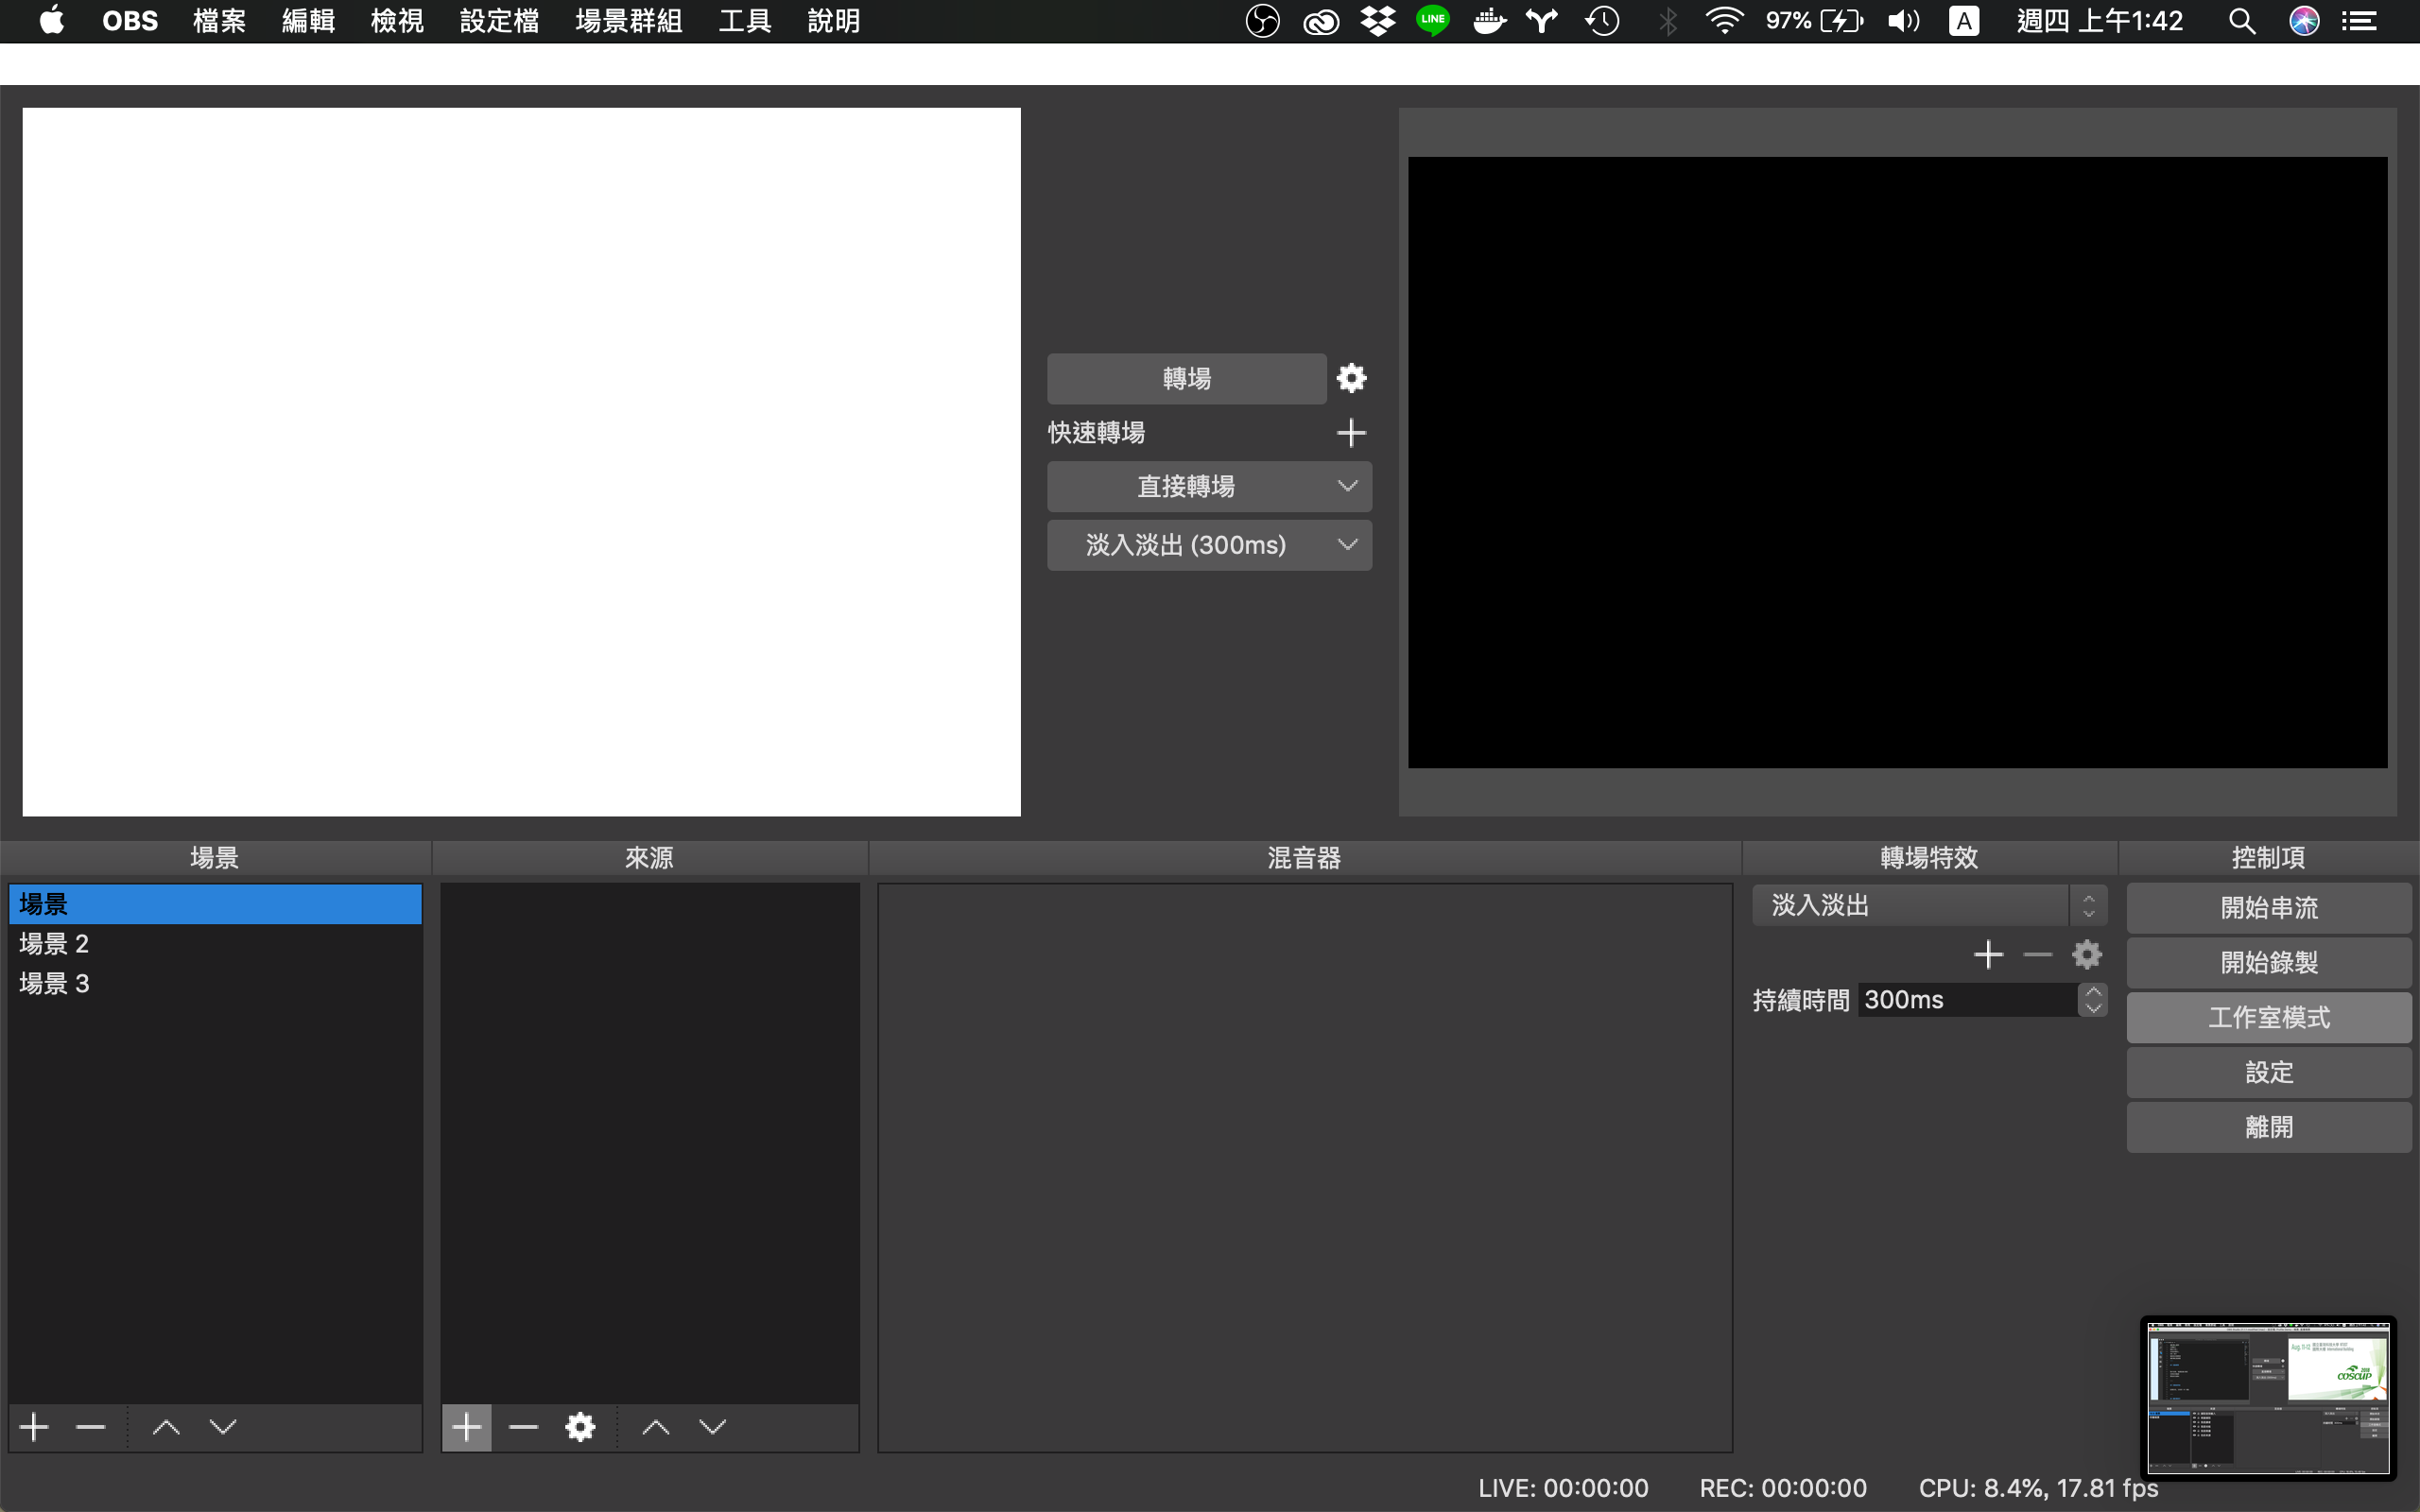 OBS 檔案 編輯 檢視 設定檔 場景群組 工具 說明 LINE 97% A 週四 上午1:42
轉場
快速轉場
直接轉場
淡入淡出 (300ms)
場景 來源 混音器 轉場特效 控制項
場景
場景 2
場景 3
淡入淡出
持續時間 300ms
開始串流
開始錄製
工作室模式
設定
離開
Aug. 11-12
2018
COSCUP
LIVE: 00:00:00 REC: 00:00:00 CPU: 8.4%, 17.81 fps